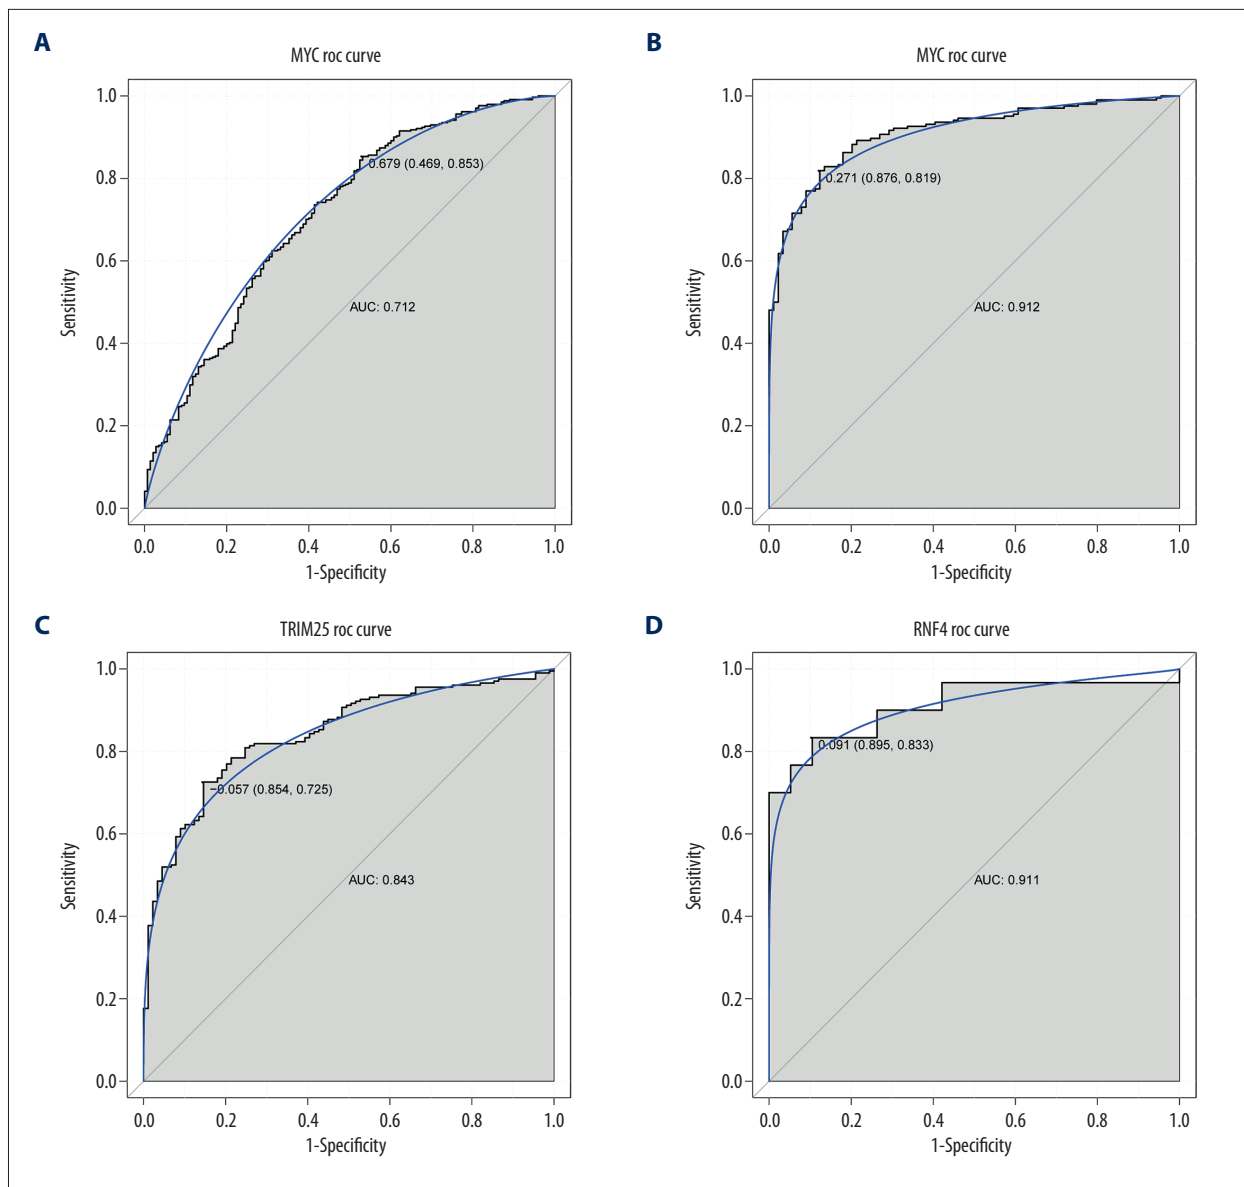 A
MYC roc curve
1.0
0.8
0.6
0.4
0.2
0.0
Sensitivity
0.679 (0.469, 0.853)
AUC: 0.712
0.0 0.2 0.4 0.6 0.8 1.0
1-Specificity
B
MYC roc curve
1.0
0.8
0.6
0.4
0.2
0.0
Sensitivity
0.271 (0.876, 0.819)
AUC: 0.912
0.0 0.2 0.4 0.6 0.8 1.0
1-Specificity
C
TRIM25 roc curve
1.0
0.8
0.6
0.4
0.2
0.0
Sensitivity
−0.057 (0.854, 0.725)
AUC: 0.843
0.0 0.2 0.4 0.6 0.8 1.0
1-Specificity
D
RNF4 roc curve
1.0
0.8
0.6
0.4
0.2
0.0
Sensitivity
0.091 (0.895, 0.833)
AUC: 0.911
0.0 0.2 0.4 0.6 0.8 1.0
1-Specificity